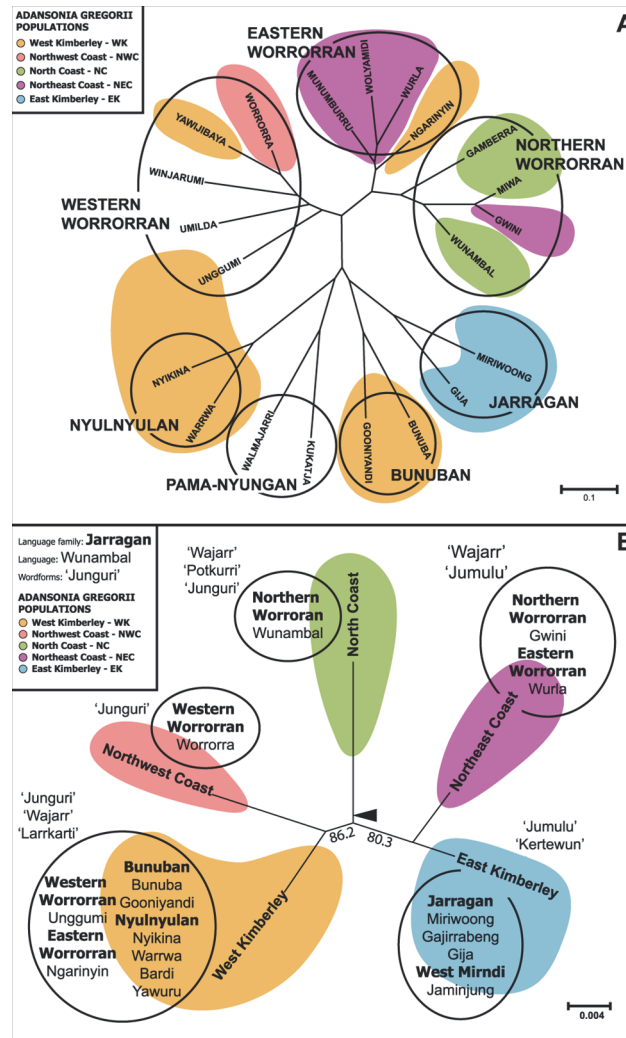 ADANSONIA GREGORII
POPULATIONS
West Kimberley - WK
Northwest Coast - NWC
North Coast - NC
Northeast Coast - NEC
East Kimberley - EK
A
EASTERN
WORRORRAN
MUNUMBURRU
WOLYAMIDI
WURLA
NGARINYIN
YAWIJIBAYA
WORRORRA
WINJARUMI
WESTERN
WORRORRAN
UMILDA
UNGGUMI
GAMBERRA
NORTHERN
WORRORRAN
MIWA
GWINI
WUNAMBAL
NYIKINA
WARRWA
NYULNYULAN
WALMAJARRI
KUKATJA
PAMA-NYUNGAN
GOONIYANDI
BUNUBA
BUNUBAN
MIRIWOONG
GIJA
JARRAGAN
0.1
B
Language family: Jarragan
Language: Wunambal
Wordforms: 'Junguri'
ADANSONIA GREGORII
POPULATIONS
West Kimberley - WK
Northwest Coast - NWC
North Coast - NC
Northeast Coast - NEC
East Kimberley - EK
'Wajarr'
'Potkurri'
'Junguri'
Northern
Worroran
Wunambal
North Coast
'Wajarr'
'Jumulu'
Northern
Worrorran
Gwini
Eastern
Worrorran
Wurla
Northeast Coast
'Junguri'
Western
Worrorran
Worrorra
Northwest Coast
86.2
80.3
'Junguri'
'Wajarr'
'Larrkarti'
Western
Worrorran
Unggumi
Eastern
Worrorran
Ngarinyin
Bunuban
Bunuba
Gooniyandi
Nyulnyulan
Nyikina
Warrwa
Bardi
Yawuru
West Kimberley
'Jumulu'
'Kertewun'
East Kimberley
Jarragan
Miriwoong
Gajirrabeng
Gija
West Mirndi
Jaminjung
0.004